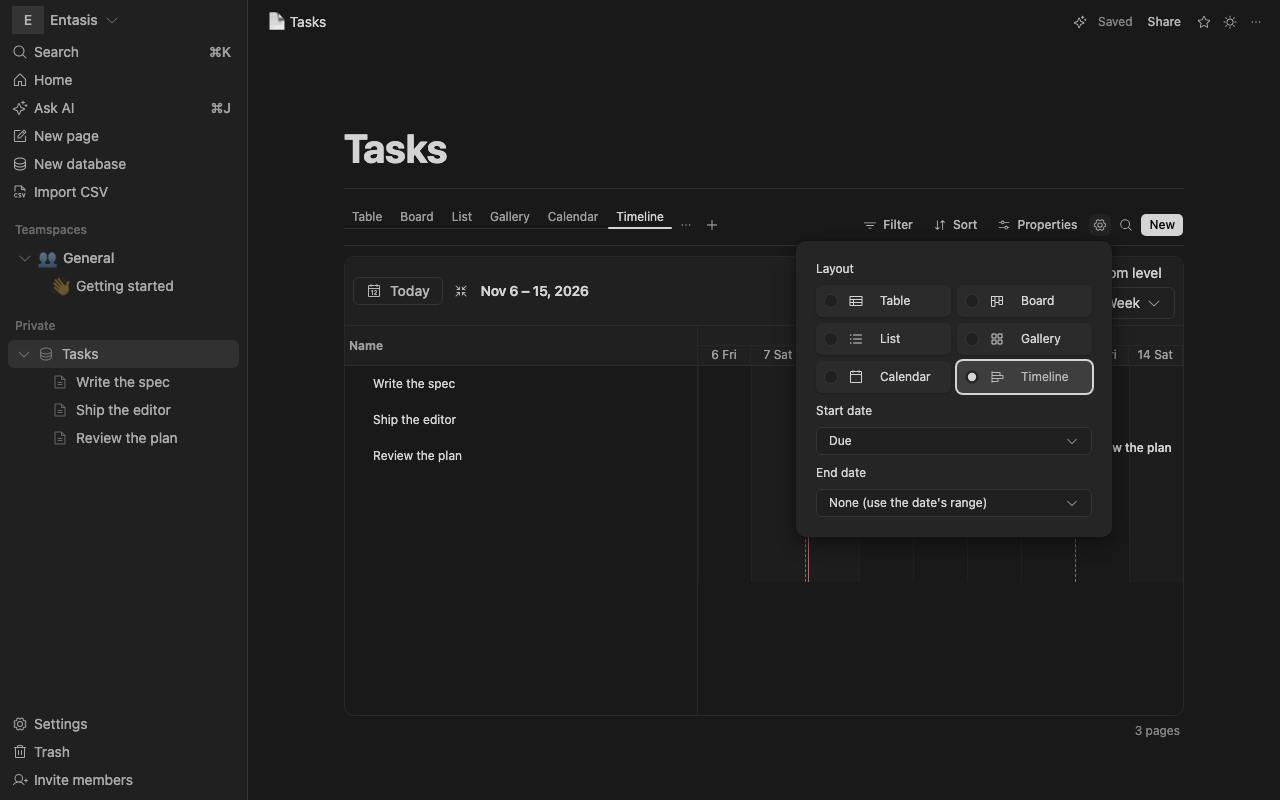 E Entasis
Search ⌘K
Home
Ask AI ⌘J
New page
New database
Import CSV
Teamspaces
General
Getting started
Private
Tasks
Write the spec
Ship the editor
Review the plan
Settings
Trash
Invite members
Tasks
Saved Share
Tasks
Table Board List Gallery Calendar Timeline
Filter Sort Properties New
Today Nov 6 – 15, 2026
om level
Week
Name
6 Fri 7 Sat 14 Sat
Write the spec
Ship the editor
Review the plan
w the plan
Layout
Table Board
List Gallery
Calendar Timeline
Start date
Due
End date
None (use the date's range)
3 pages